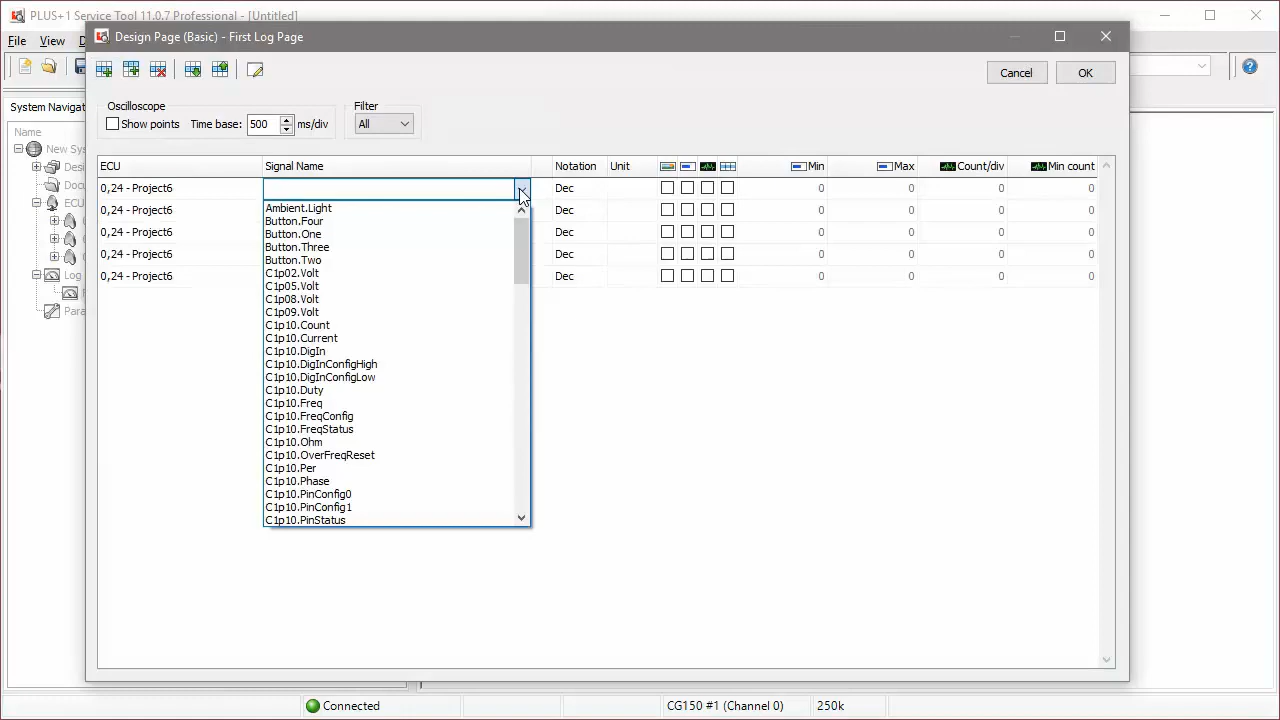 PLUS+1 Service Tool 11.0.7 Professional - [Untitled]
File View D
Design Page (Basic) - First Log Page
Cancel OK
Oscilloscope Filter
Show points Time base: 500 ms/div All
System Navigat
Name
New Sy
Desi
Docu
ECU
Log
Para
ECU Signal Name Notation Unit Min Max Count/div Min count
0,24 - Project6 Dec 0 0 0 0
0,24 - Project6 Dec 0 0 0 0
0,24 - Project6 Dec 0 0 0 0
0,24 - Project6 Dec 0 0 0 0
0,24 - Project6 Dec 0 0 0 0
Ambient.Light
Button.Four
Button.One
Button.Three
Button.Two
C1p02.Volt
C1p05.Volt
C1p08.Volt
C1p09.Volt
C1p10.Count
C1p10.Current
C1p10.DigIn
C1p10.DigInConfigHigh
C1p10.DigInConfigLow
C1p10.Duty
C1p10.Freq
C1p10.FreqConfig
C1p10.FreqStatus
C1p10.Ohm
C1p10.OverFreqReset
C1p10.Per
C1p10.Phase
C1p10.PinConfig0
C1p10.PinConfig1
C1p10.PinStatus
Connected CG150 #1 (Channel 0) 250k